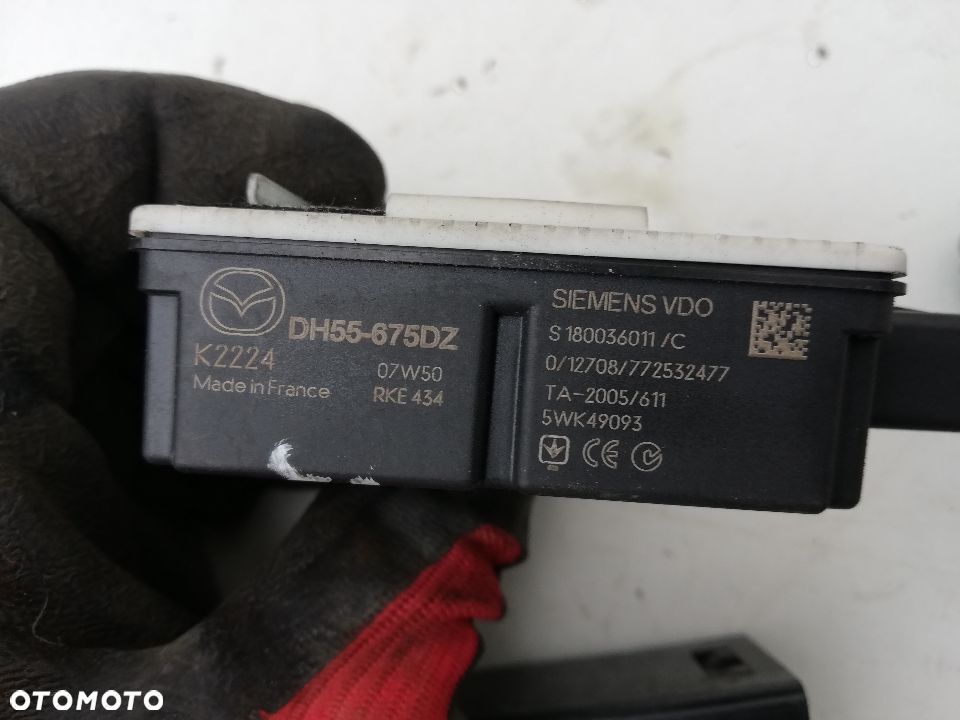 DH55-675DZ
K2224
07W50
Made in France
RKE 434
SIEMENS VDO
S 180036011 /C
0/12708/772532477
TA-2005/611
5WK49093
CE
OTOMOTO